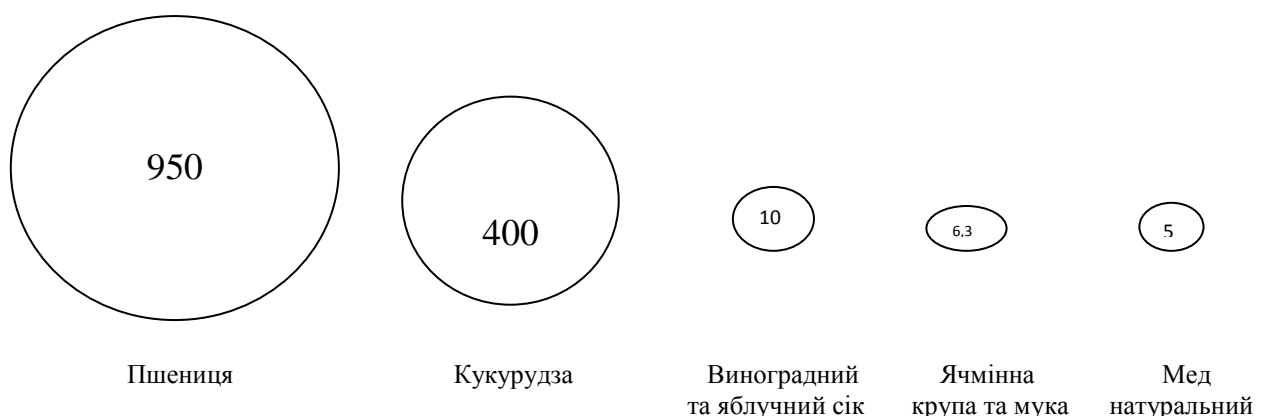 950
400
10
6,3
5
Пшениця
Кукурудза
Виноградний
та яблучний сік
Ячмінна
крупа та мука
Мед
натуральний